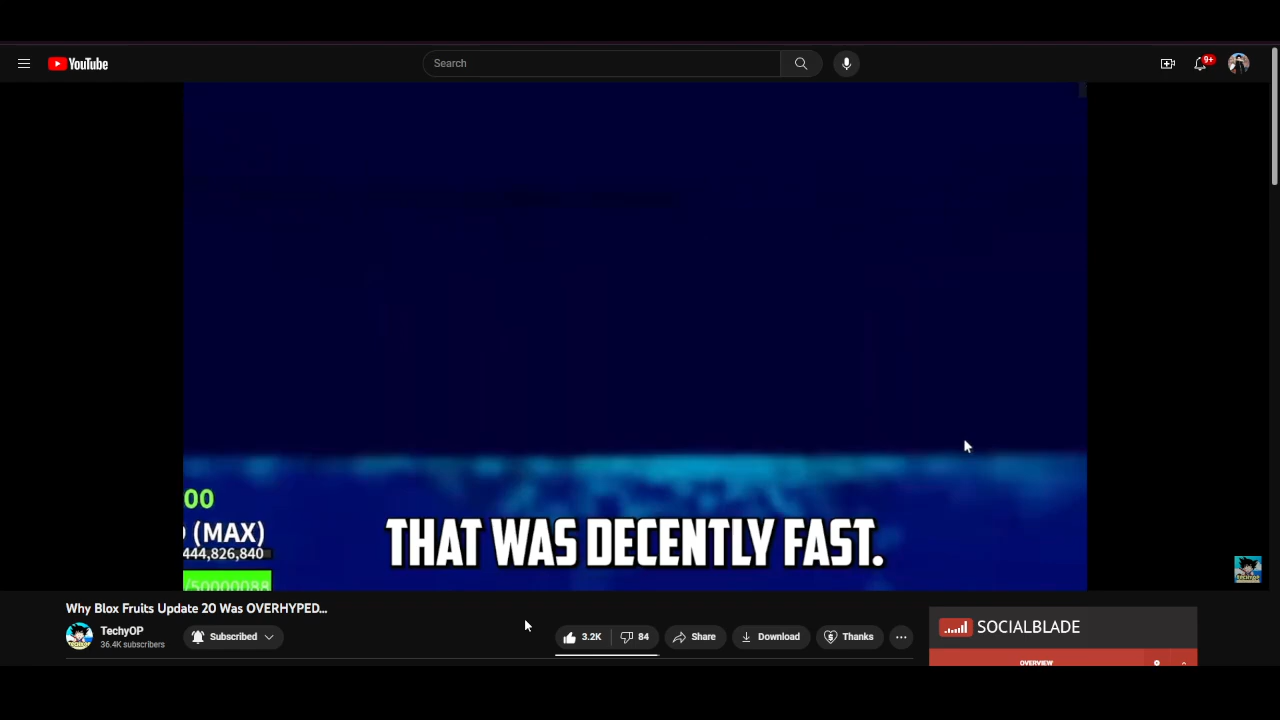 YouTube
Search
9+
00
(MAX)
444,826,840
/50000088
THAT WAS DECENTLY FAST.
Why Blox Fruits Update 20 Was OVERHYPED...
TechyOP
36.4K subscribers
Subscribed
3.2K
84
Share
Download
Thanks
SOCIALBLADE
OVERVIEW